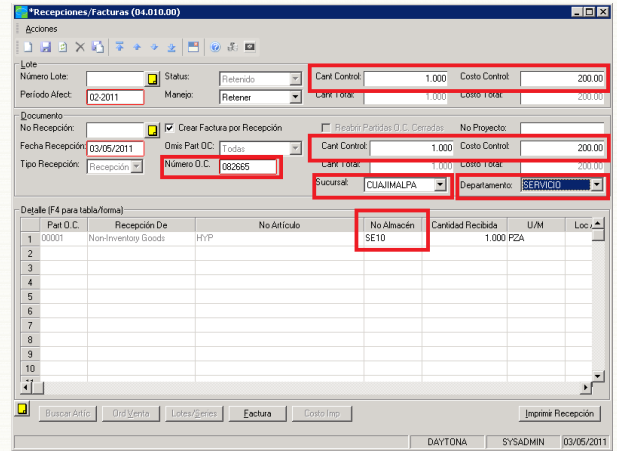 *Recepciones/Facturas (04.010.00)
Acciones
Lote
Número Lote: Status: Retenido Cant Control: 1.000 Costo Control: 200.00
Período Afect: 02-2011 Manejo: Retener Cant Total: 1.000 Costo Total: 200.00
Documento
No Recepción: Crear Factura por Recepción Reabrir Partidas O.C. Cerradas No Proyecto:
Fecha Recepción: 03/05/2011 Omis Part OC: Todas Cant Control: 1.000 Costo Control: 200.00
Tipo Recepción: Recepción Número O.C. 082665 Cant Total: 1.000 Costo Total: 200.00
Sucursal: CUAJIMALPA Departamento: SERVICIO
Detalle (F4 para tabla/forma)
Part O.C. Recepción De No Artículo No Almacén Cantidad Recibida U/M Loc
1 00001 Non-Inventory Goods HYP SE10 1.000 PZA
2
3
4
5
6
7
8
9
10
11
Buscar Artic Ord Venta Lotes/Series Factura Costo Imp Imprimir Recepción
DAYTONA SYSADMIN 03/05/2011